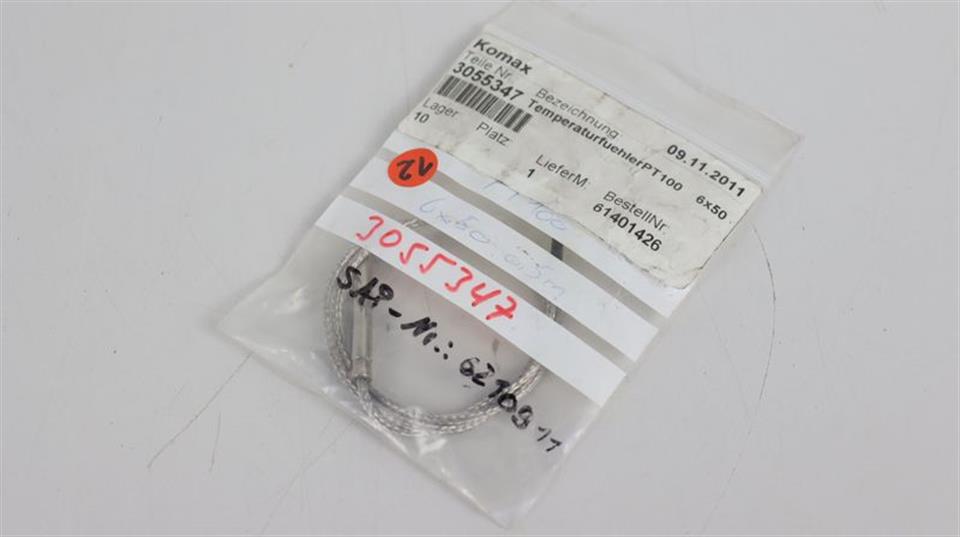 Komax
Teile Nr. Bezeichnung 09.11.2011
3055347 TemperaturfuehlerPT100 6x50
Lager Platz LieferM. BestellNr.
10 1 61401426
2V
PT100
6x50
3055347
SAP-Nr.: